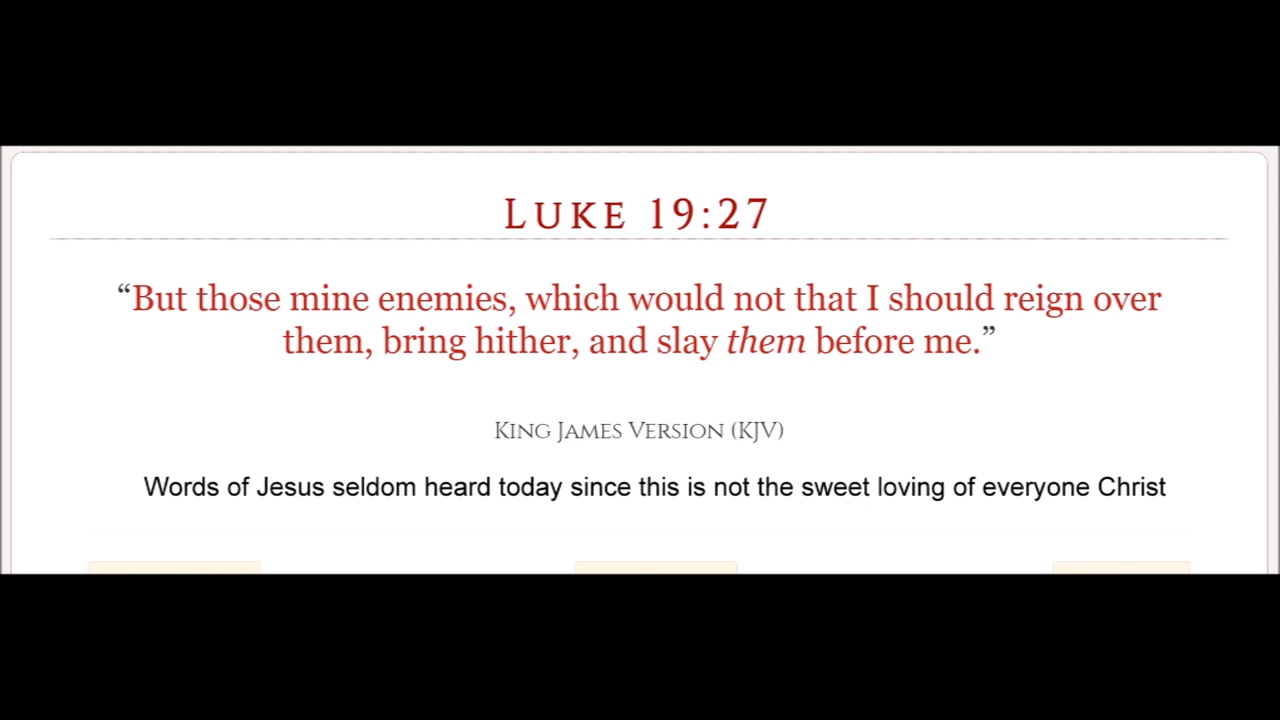 LUKE 19:27
“But those mine enemies, which would not that I should reign over
them, bring hither, and slay them before me.”
KING JAMES VERSION (KJV)
Words of Jesus seldom heard today since this is not the sweet loving of everyone Christ